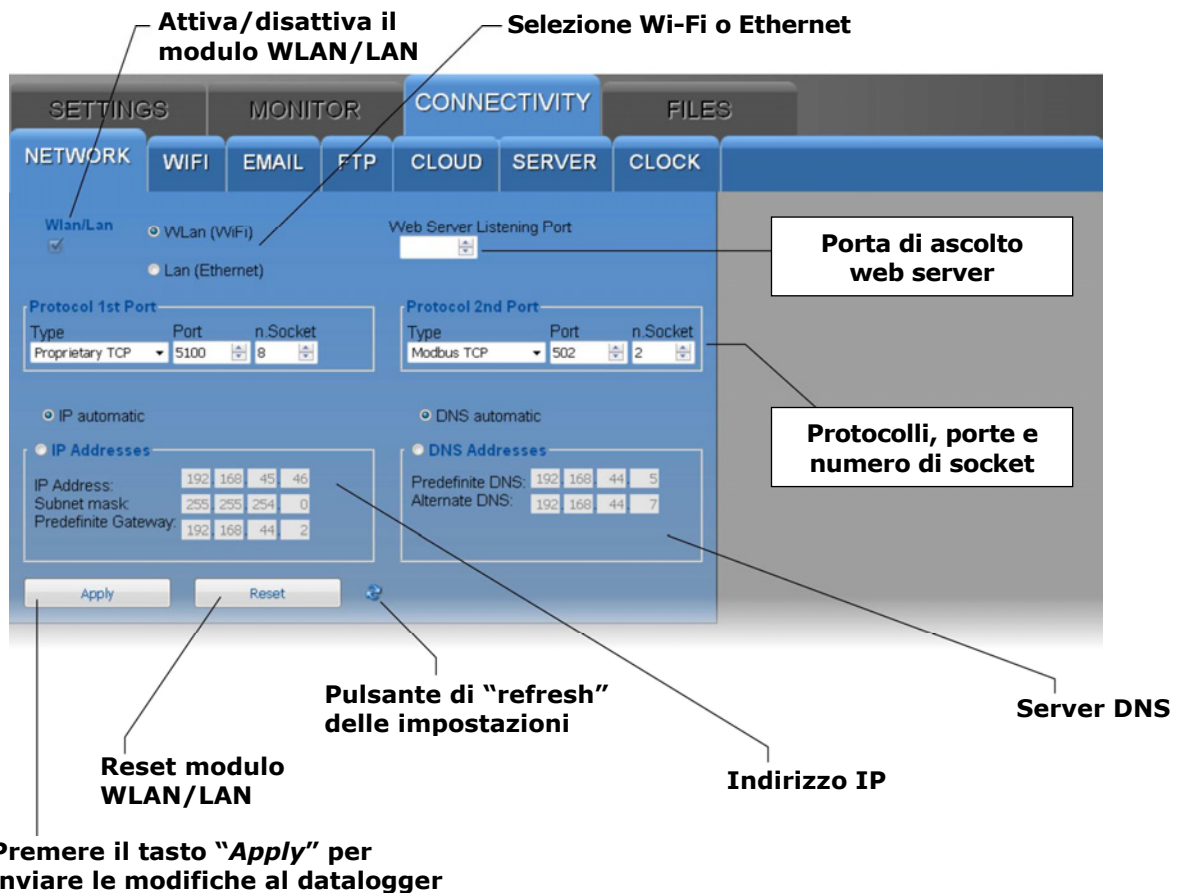 Attiva/disattiva il
modulo WLAN/LAN
Selezione Wi-Fi o Ethernet
SETTINGS MONITOR CONNECTIVITY FILES
NETWORK WIFI EMAIL FTP CLOUD SERVER CLOCK
Wlan/Lan
WLan (WiFi)
Lan (Ethernet)
Web Server Listening Port
Porta di ascolto
web server
Protocol 1st Port
Type Port n.Socket
Proprietary TCP 5100 8
Protocol 2nd Port
Type Port n.Socket
Modbus TCP 502 2
Protocolli, porte e
numero di socket
IP automatic
DNS automatic
IP Addresses
IP Address: 192. 168. 45. 46
Subnet mask: 255. 255. 254. 0
Predefinite Gateway: 192. 168. 44. 2
DNS Addresses
Predefinite DNS: 192. 168. 44. 5
Alternate DNS: 192. 168. 44. 7
Apply Reset
Pulsante di “refresh”
delle impostazioni
Server DNS
Reset modulo
WLAN/LAN
Indirizzo IP
Premere il tasto “Apply” per
nviare le modifiche al datalogger